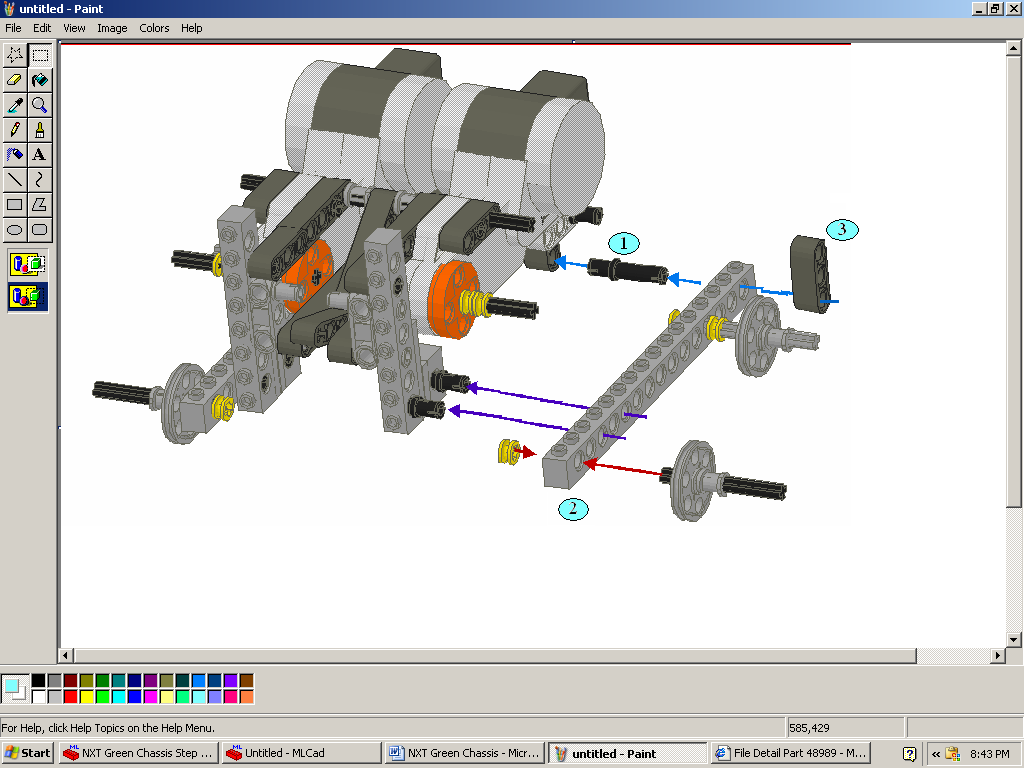 untitled - Paint
File Edit View Image Colors Help
A
1
3
2
For Help, click Help Topics on the Help Menu.
585,429
Start
NXT Green Chassis Step ...
Untitled - MLCad
NXT Green Chassis - Micr...
untitled - Paint
File Detail Part 48989 - M...
8:43 PM